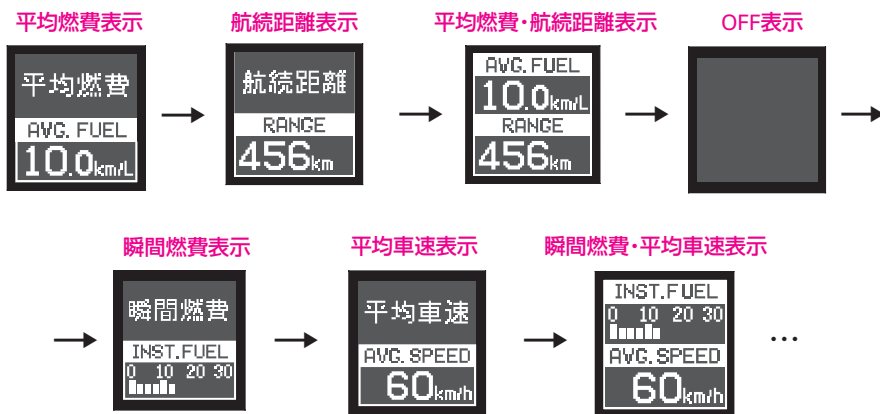 平均燃費表示
航続距離表示
平均燃費・航続距離表示
OFF表示
平均燃費
AVG. FUEL
10.0km/L
航続距離
RANGE
456km
AVG. FUEL
10.0km/L
RANGE
456km
瞬間燃費表示
平均車速表示
瞬間燃費・平均車速表示
瞬間燃費
INST.FUEL
0 10 20 30
平均車速
AVG. SPEED
60km/h
INST.FUEL
0 10 20 30
AVG. SPEED
60km/h
…